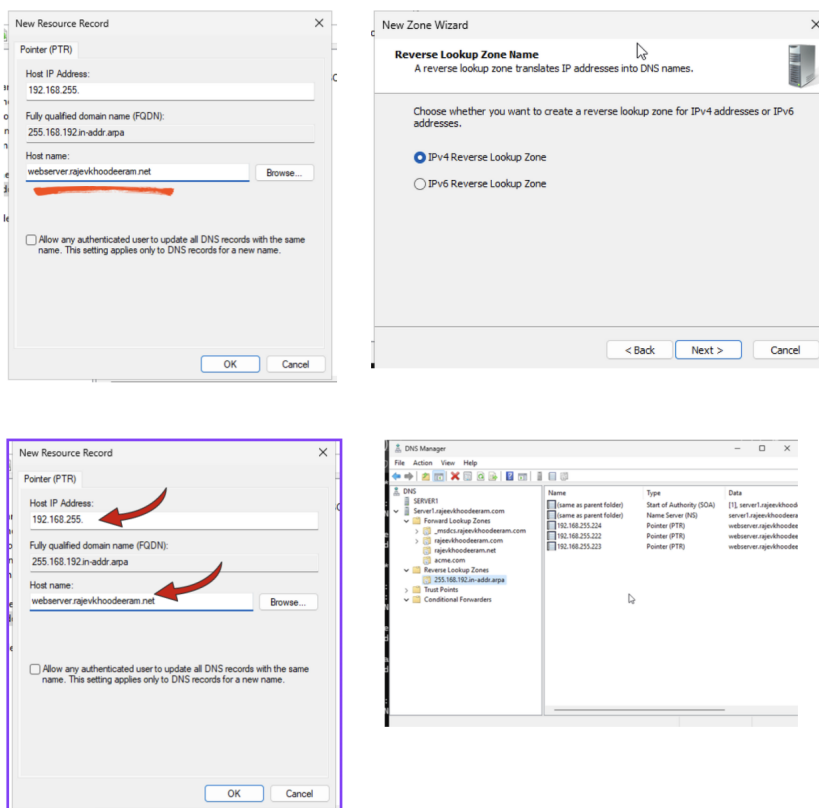 New Resource Record
Pointer (PTR)
Host IP Address:
192.168.255.
Fully qualified domain name (FQDN):
255.168.192.in-addr.arpa
Host name:
webserver.rajevkhoodeeram.net
Browse...
Allow any authenticated user to update all DNS records with the same
name. This setting applies only to DNS records for a new name.
OK
Cancel
New Zone Wizard
Reverse Lookup Zone Name
A reverse lookup zone translates IP addresses into DNS names.
Choose whether you want to create a reverse lookup zone for IPv4 addresses or IPv6
addresses.
IPv4 Reverse Lookup Zone
IPv6 Reverse Lookup Zone
< Back
Next >
Cancel
New Resource Record
Pointer (PTR)
Host IP Address:
192.168.255.
Fully qualified domain name (FQDN):
255.168.192.in-addr.arpa
Host name:
webserver.rajevkhoodeeram.net
Browse...
Allow any authenticated user to update all DNS records with the same
name. This setting applies only to DNS records for a new name.
OK
Cancel
DNS Manager
File Action View Help
DNS
SERVER1
Server1.rajeevkhoodeeram.com
Forward Lookup Zones
_msdcs.rajeevkhoodeeram.com
rajeevkhoodeeram.com
rajeevkhoodeeram.net
acme.com
Reverse Lookup Zones
255.168.192.in-addr.arpa
Trust Points
Conditional Forwarders
Name Type Data
(same as parent folder) Start of Authority (SOA) [1], server1.rajeevkhood
(same as parent folder) Name Server (NS) server1.rajeevkhoodeera
192.168.255.224 Pointer (PTR) webserver.rajeevkhoodee
192.168.255.222 Pointer (PTR) webserver.rajeevkhoodee
192.168.255.223 Pointer (PTR) webserver.rajeevkhoodee